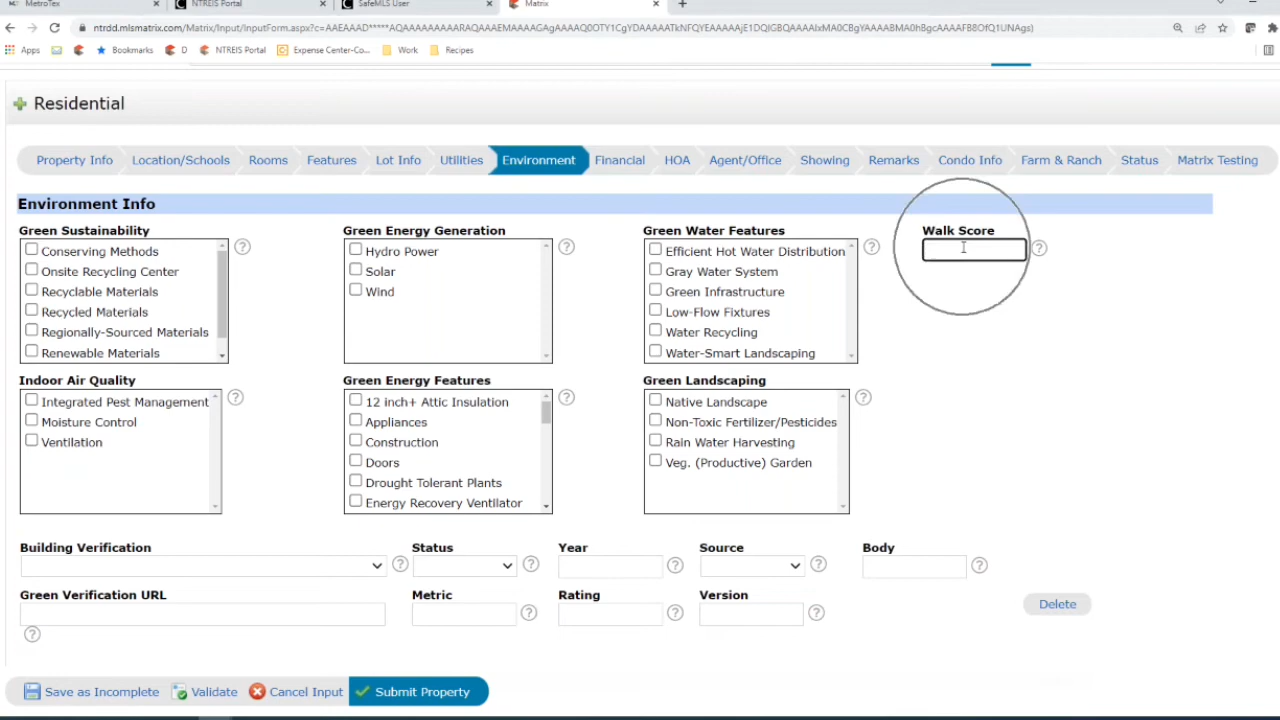 MetroTex
NTREIS Portal
SafeMLS User
Matrix
ntrdd.mlsmatrix.com/Matrix/Input/InputForm.aspx?c=AAEAAAD*****AQAAAAAAAAARAQAAAEMAAAAGAgAAAAQ0OTY1CgYDAAAAATkNFQYEAAAAAjE1DQIGBQAAAAIxMA0CBgYAAAABMA0hBgcAAAAFB8OfQ1UNAgs)
Apps
Bookmarks
D
NTREIS Portal
Expense Center-Co...
Work
Recipes
Residential
Property Info
Location/Schools
Rooms
Features
Lot Info
Utilities
Environment
Financial
HOA
Agent/Office
Showing
Remarks
Condo Info
Farm & Ranch
Status
Matrix Testing
Environment Info
Green Sustainability
Conserving Methods
Onsite Recycling Center
Recyclable Materials
Recycled Materials
Regionally-Sourced Materials
Renewable Materials
Green Energy Generation
Hydro Power
Solar
Wind
Green Water Features
Efficient Hot Water Distribution
Gray Water System
Green Infrastructure
Low-Flow Fixtures
Water Recycling
Water-Smart Landscaping
Walk Score
Indoor Air Quality
Integrated Pest Management
Moisture Control
Ventilation
Green Energy Features
12 inch+ Attic Insulation
Appliances
Construction
Doors
Drought Tolerant Plants
Energy Recovery Ventilator
Green Landscaping
Native Landscape
Non-Toxic Fertilizer/Pesticides
Rain Water Harvesting
Veg. (Productive) Garden
Building Verification
Status
Year
Source
Body
Green Verification URL
Metric
Rating
Version
Delete
Save as Incomplete
Validate
Cancel Input
Submit Property